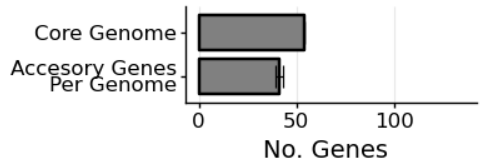 Core Genome
Accesory Genes
Per Genome
0 50 100
No. Genes